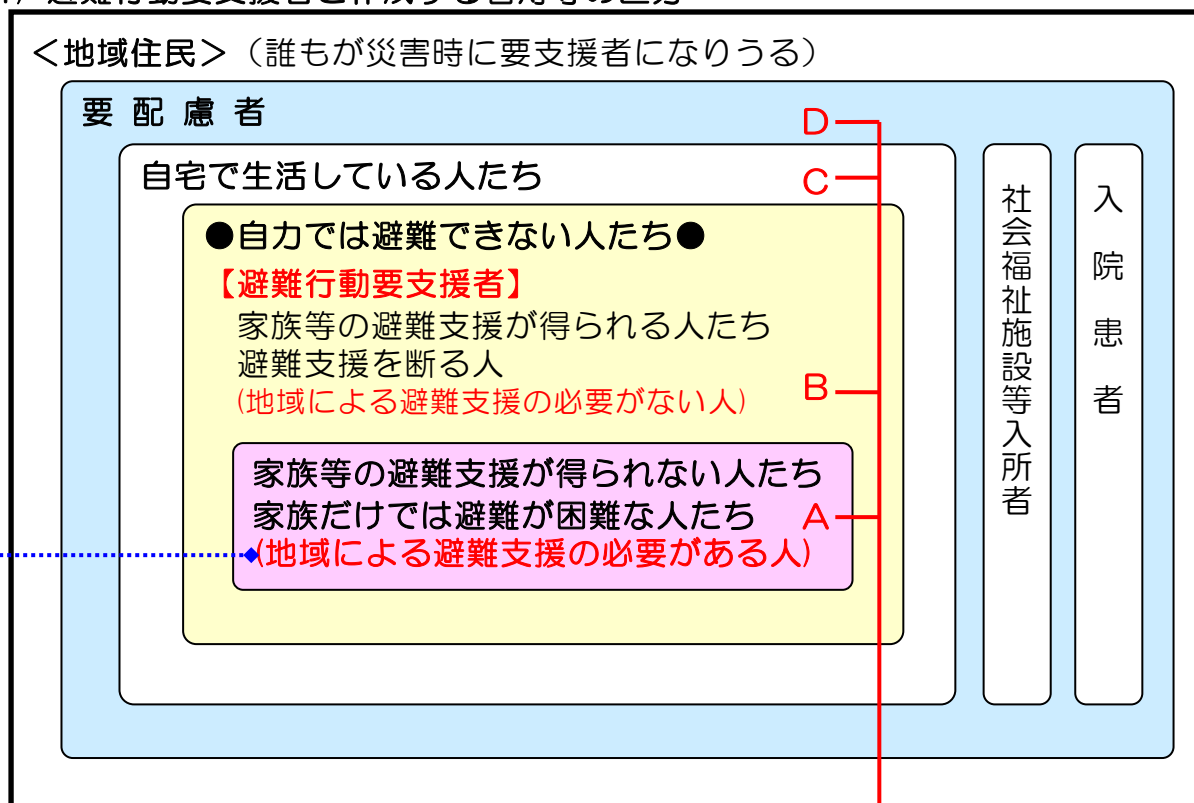 ＜地域住民＞（誰もが災害時に要支援者になりうる）
要配慮者
D
自宅で生活している人たち
C
●自力では避難できない人たち●
【避難行動要支援者】
家族等の避難支援が得られる人たち
避難支援を断る人
(地域による避難支援の必要がない人)
B
家族等の避難支援が得られない人たち
家族だけでは避難が困難な人たち
A
(地域による避難支援の必要がある人)
社会福祉施設等入所者
入院患者